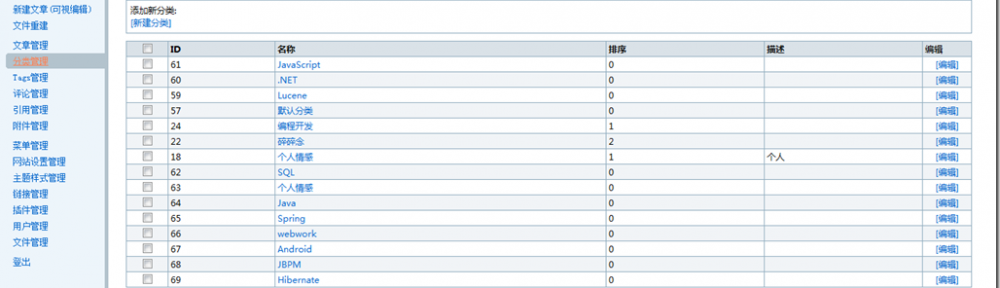 新建文章(可视编辑)
文件重建
文章管理
分类管理
Tags管理
评论管理
引用管理
附件管理
菜单管理
网站设置管理
主题样式管理
链接管理
插件管理
用户管理
文件管理
登出
添加新分类:
[新建分类]
ID 名称 排序 描述 编辑
61 JavaScript 0 [编辑]
60 .NET 0 [编辑]
59 Lucene 0 [编辑]
57 默认分类 0 [编辑]
24 编程开发 1 [编辑]
22 碎碎念 2 [编辑]
18 个人情感 1 个人 [编辑]
62 SQL 0 [编辑]
63 个人情感 0 [编辑]
64 Java 0 [编辑]
65 Spring 0 [编辑]
66 webwork 0 [编辑]
67 Android 0 [编辑]
68 JBPM 0 [编辑]
69 Hibernate 0 [编辑]